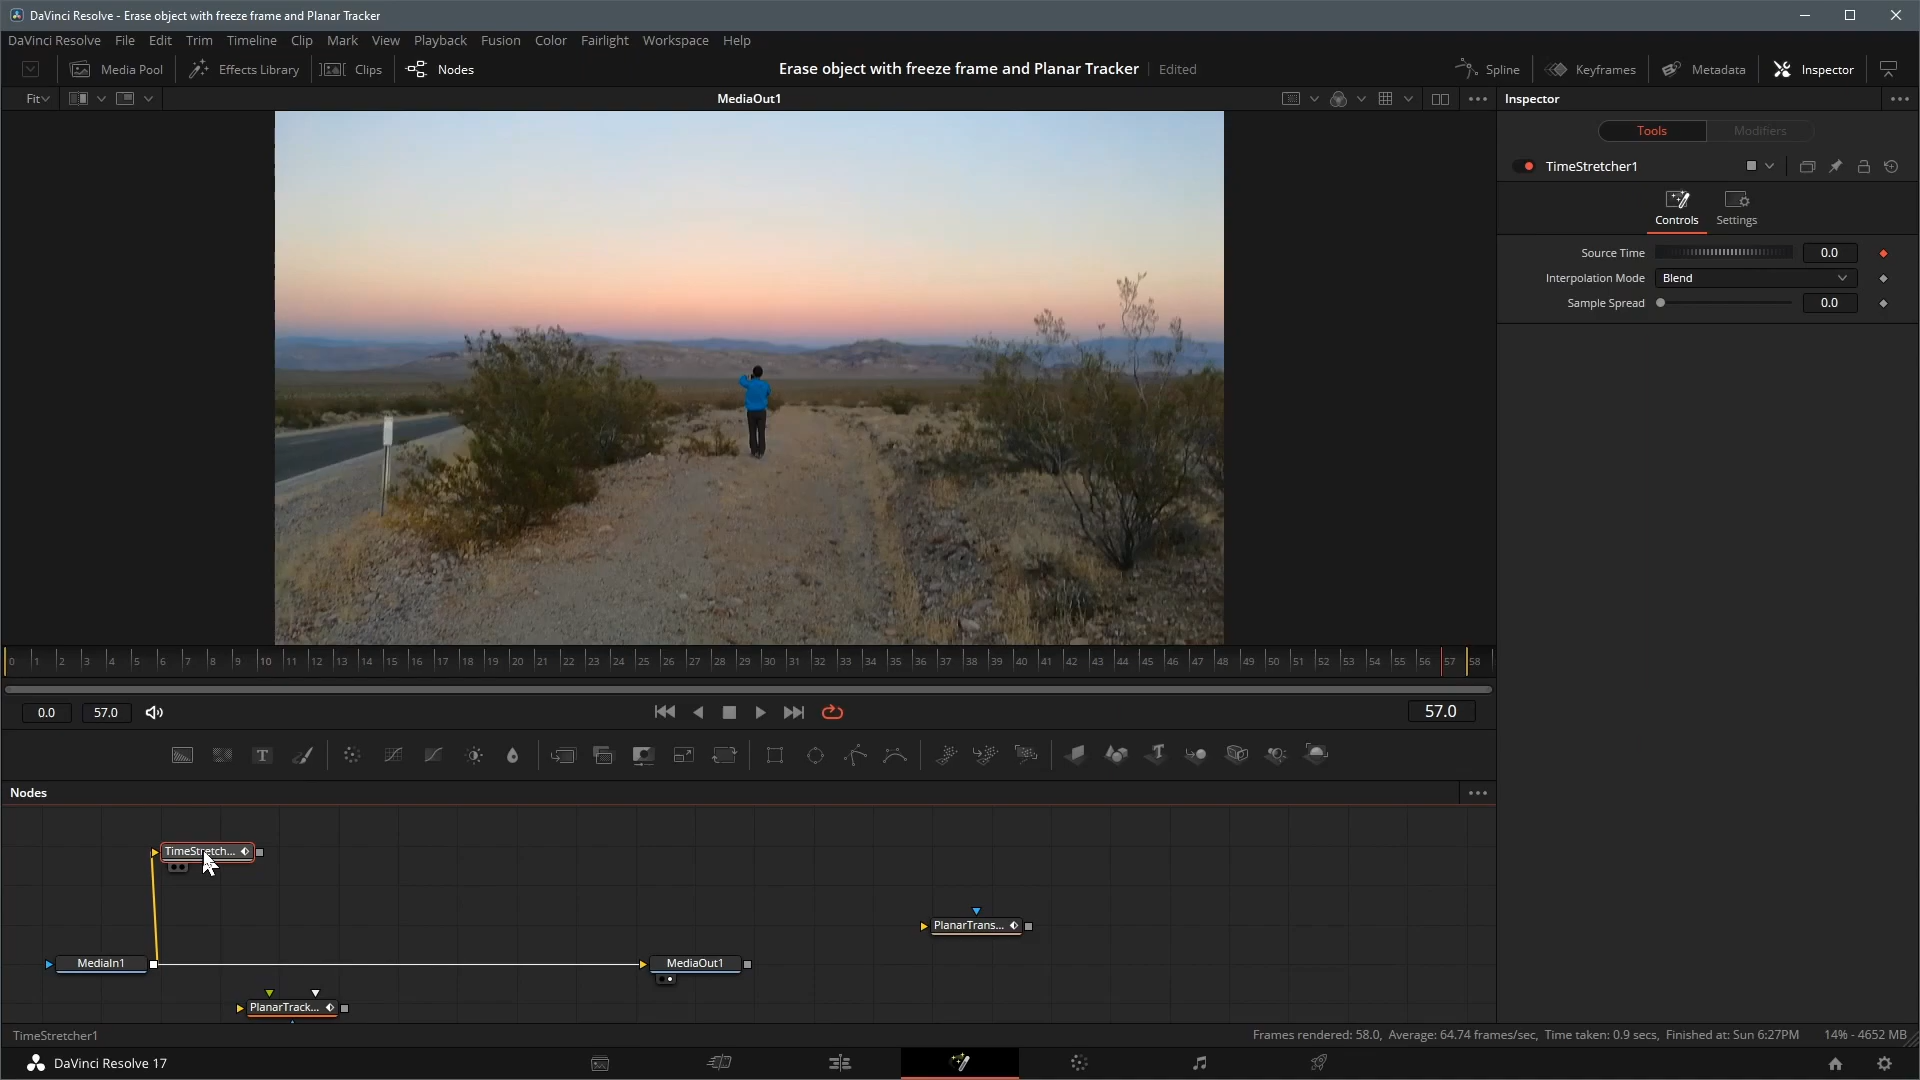 DaVinci Resolve - Erase object with freeze frame and Planar Tracker
DaVinci Resolve File Edit Trim Timeline Clip Mark View Playback Fusion Color Fairlight Workspace Help
Media Pool Effects Library Clips Nodes Erase object with freeze frame and Planar Tracker Edited Spline Keyframes Metadata Inspector
Fit MediaOut1 Inspector
Tools Modifiers
TimeStretcher1
Controls Settings
Source Time 0.0
Interpolation Mode Blend
Sample Spread 0.0
0 1 2 3 4 5 6 7 8 9 10 11 12 13 14 15 16 17 18 19 20 21 22 23 24 25 26 27 28 29 30 31 32 33 34 35 36 37 38 39 40 41 42 43 44 45 46 47 48 49 50 51 52 53 54 55 56 57 58
0.0 57.0 57.0
Nodes
TimeStretch...
PlanarTrans...
MediaIn1 MediaOut1
PlanarTrack...
TimeStretcher1 Frames rendered: 58.0, Average: 64.74 frames/sec, Time taken: 0.9 secs, Finished at: Sun 6:27PM 14% - 4652 MB
DaVinci Resolve 17